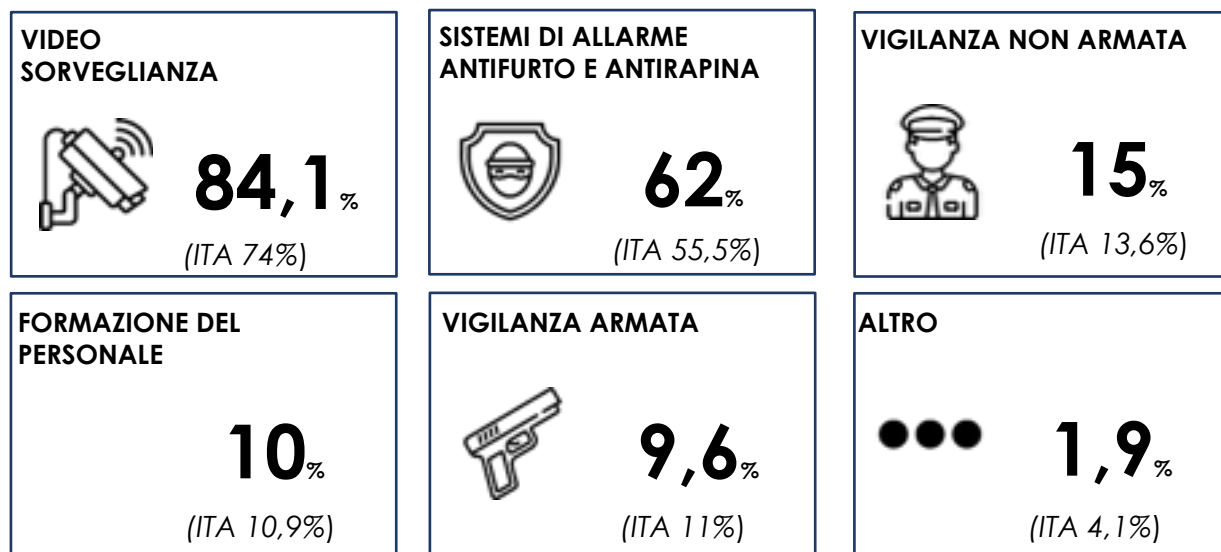 VIDEO
SORVEGLIANZA
84,1%
(ITA 74%)
SISTEMI DI ALLARME
ANTIFURTO E ANTIRAPINA
62%
(ITA 55,5%)
VIGILANZA NON ARMATA
15%
(ITA 13,6%)
FORMAZIONE DEL
PERSONALE
10%
(ITA 10,9%)
VIGILANZA ARMATA
9,6%
(ITA 11%)
ALTRO
1,9%
(ITA 4,1%)